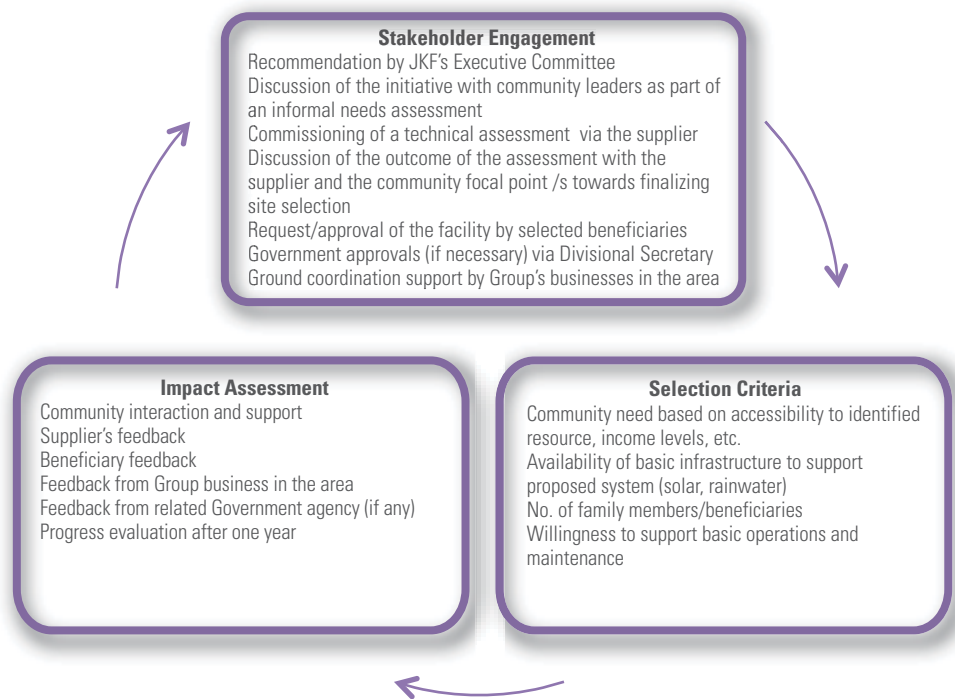 Stakeholder Engagement
Recommendation by JKF's Executive Committee
Discussion of the initiative with community leaders as part of
an informal needs assessment
Commissioning of a technical assessment via the supplier
Discussion of the outcome of the assessment with the
supplier and the community focal point /s towards finalizing
site selection
Request/approval of the facility by selected beneficiaries
Government approvals (if necessary) via Divisional Secretary
Ground coordination support by Group's businesses in the area
Impact Assessment
Community interaction and support
Supplier's feedback
Beneficiary feedback
Feedback from Group business in the area
Feedback from related Government agency (if any)
Progress evaluation after one year
Selection Criteria
Community need based on accessibility to identified
resource, income levels, etc.
Availability of basic infrastructure to support
proposed system (solar, rainwater)
No. of family members/beneficiaries
Willingness to support basic operations and
maintenance